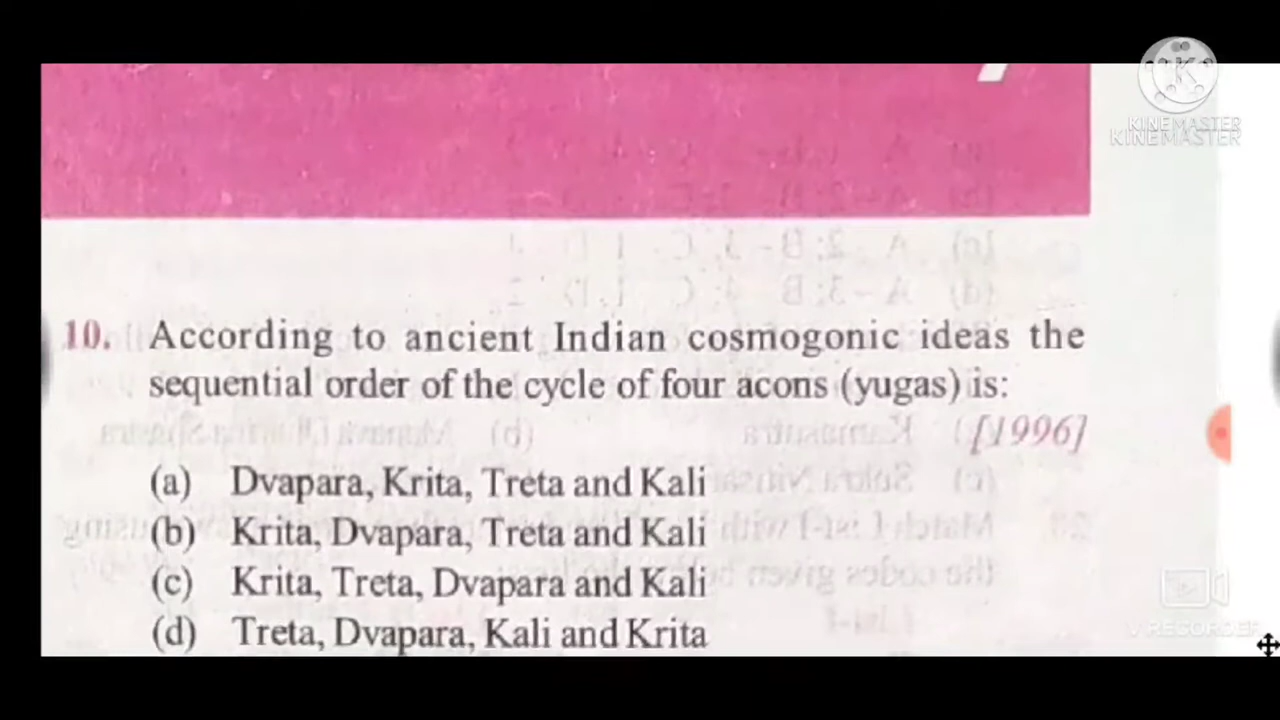 KINEMASTER
KINEMASTER
10. According to ancient Indian cosmogonic ideas the
sequential order of the cycle of four acons (yugas) is:
[1996]
(a) Dvapara, Krita, Treta and Kali
(b) Krita, Dvapara, Treta and Kali
(c) Krita, Treta, Dvapara and Kali
(d) Treta, Dvapara, Kali and Krita
V RECORDER